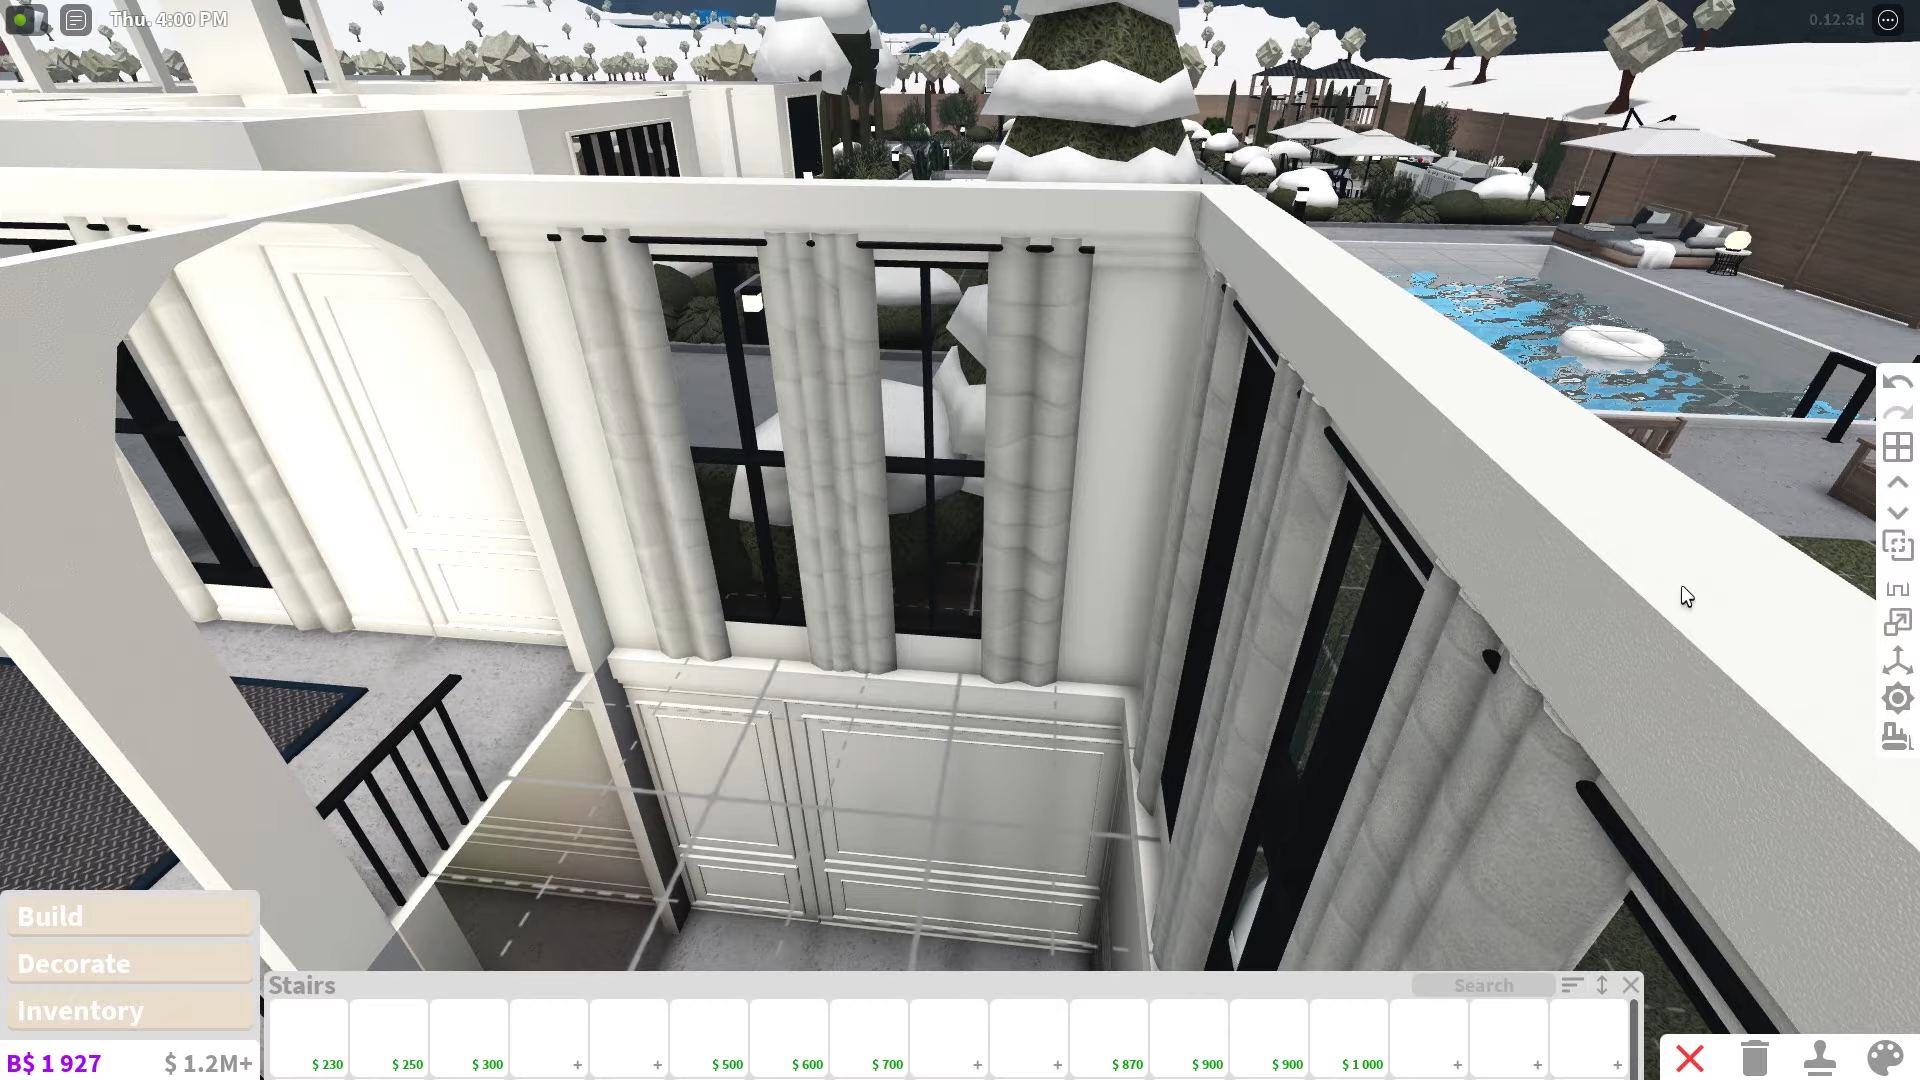 Thu. 4:00 PM
0.12.3d
Build
Decorate
Inventory
B$ 1 927
$ 1.2M+
Stairs
Search
$ 230
$ 250
$ 300
+
+
$ 500
$ 600
$ 700
+
+
$ 870
$ 900
$ 900
$ 1 000
+
+
+